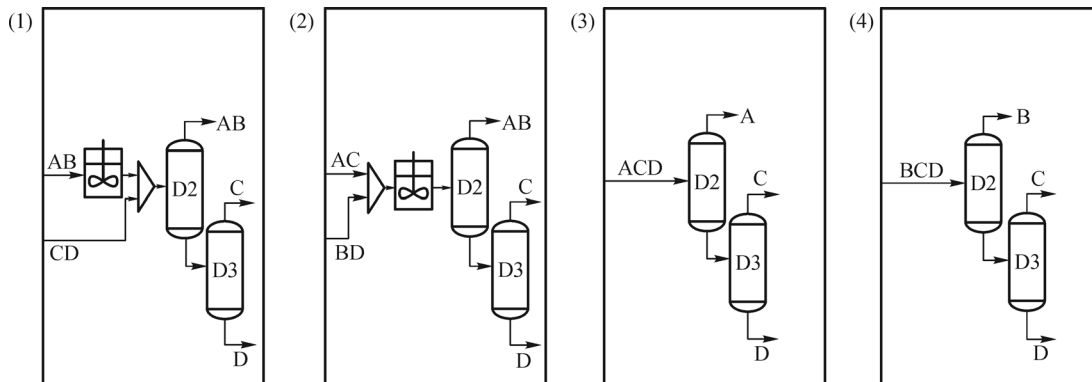 (1)
AB
CD
D2
AB
C
D3
D
(2)
AC
BD
D2
AB
C
D3
D
(3)
ACD
D2
A
C
D3
D
(4)
BCD
D2
B
C
D3
D